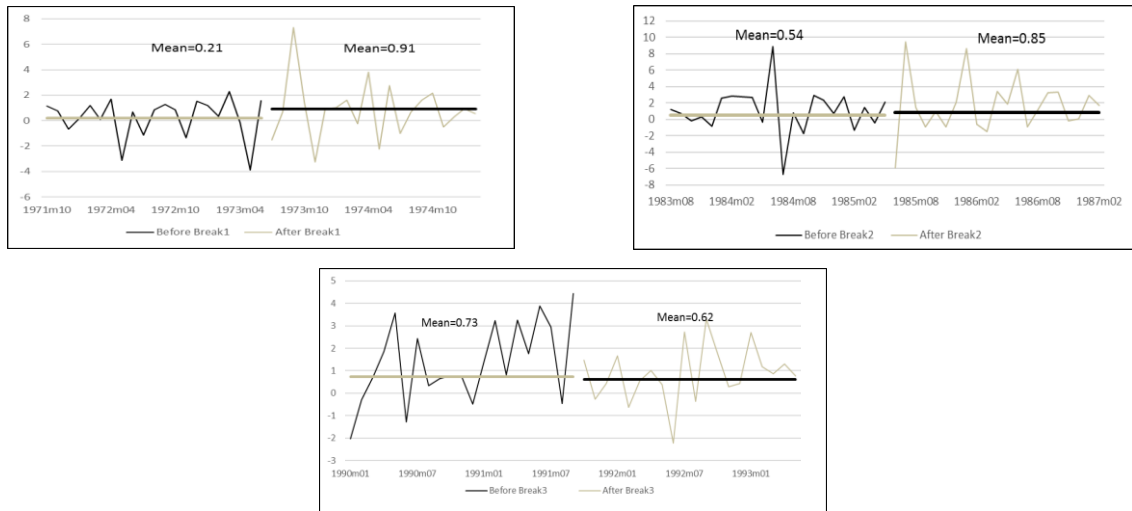 8
6
4
2
0
-2
-4
-6
Mean=0.21
Mean=0.91
1971m10 1972m04 1972m10 1973m04 1973m10 1974m04 1974m10
Before Break1 After Break1
12
10
8
6
4
2
0
-2
-4
-6
-8
Mean=0.54
Mean=0.85
1983m08 1984m02 1984m08 1985m02 1985m08 1986m02 1986m08 1987m02
Before Break2 After Break2
5
4
3
2
1
0
-1
-2
-3
Mean=0.73
Mean=0.62
1990m01 1990m07 1991m01 1991m07 1992m01 1992m07 1993m01
Before Break3 After Break3